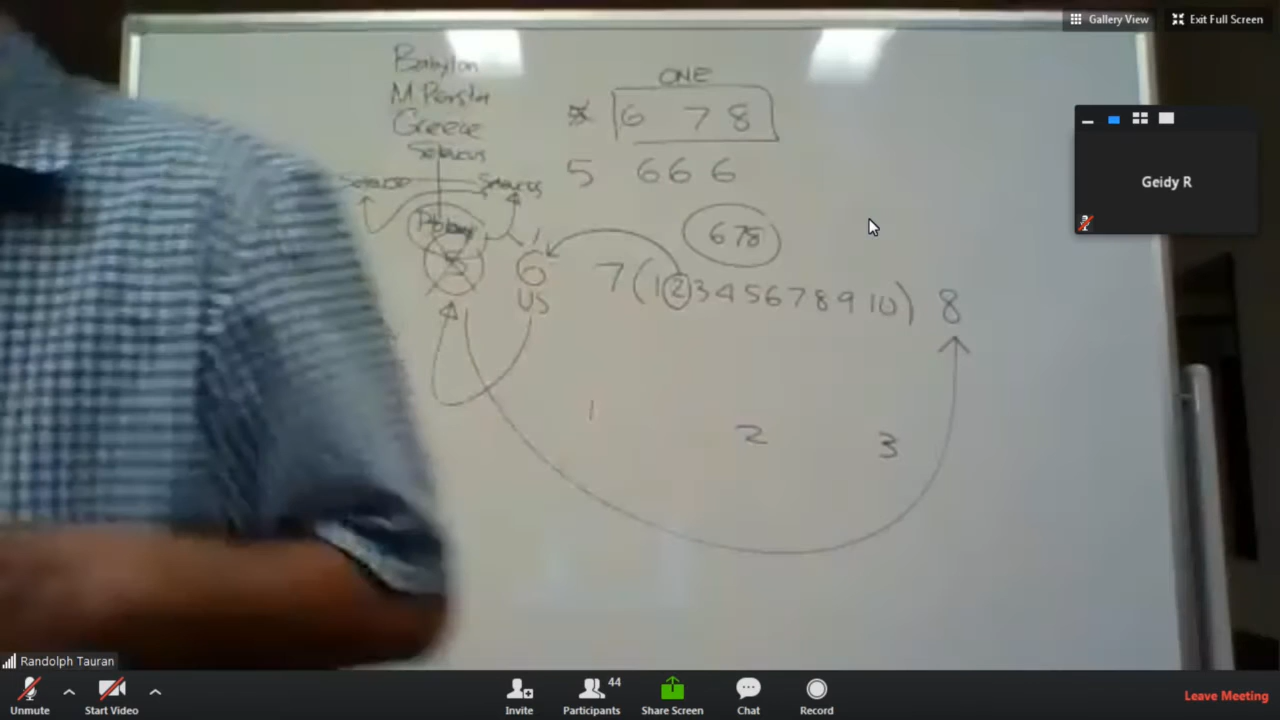 Gallery View
Exit Full Screen
Babylon
M. Persia
Greece
Seleucus
Seleucus
Ptolemy
ONE
6 7 8
5 666
678
6
US
7 (1 2 3 4 5 6 7 8 9 10) 8
1
2
3
Geidy R
Randolph Tauran
Unmute
Start Video
Invite
44
Participants
Share Screen
Chat
Record
Leave Meeting